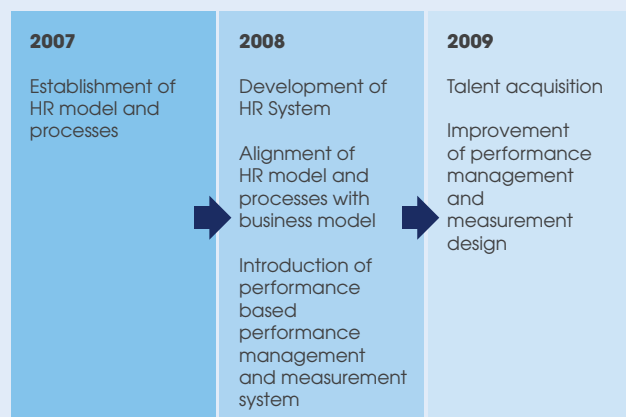 2007
Establishment of
HR model and
processes
2008
Development of
HR System
Alignment of
HR model and
processes with
business model
Introduction of
performance
based
performance
management
and measurement
system
2009
Talent acquisition
Improvement
of performance
management
and
measurement
design